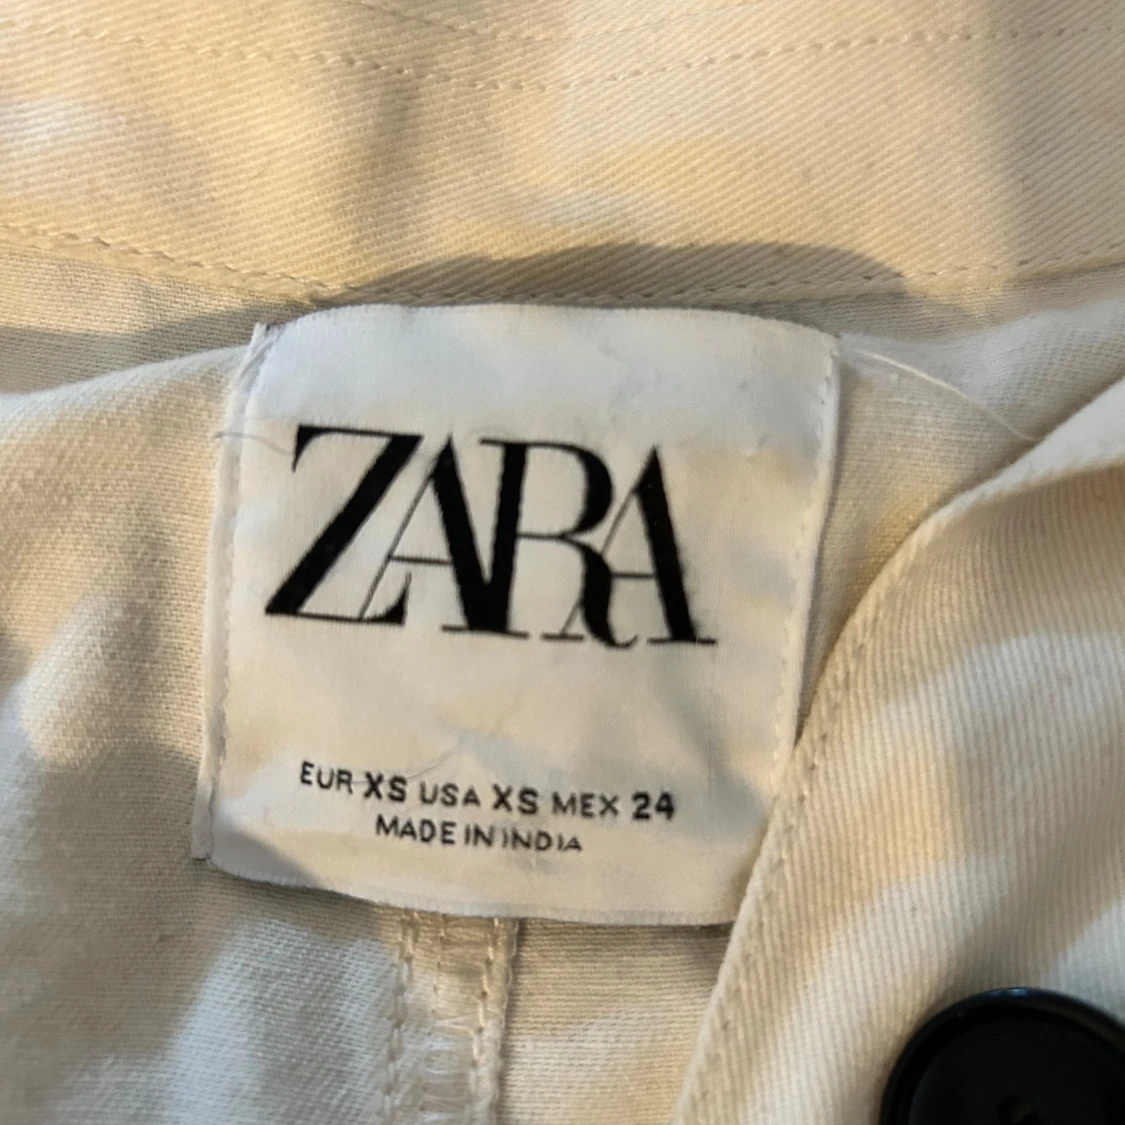 ZARA
EUR XS USA XS MEX 24
MADE IN INDIA